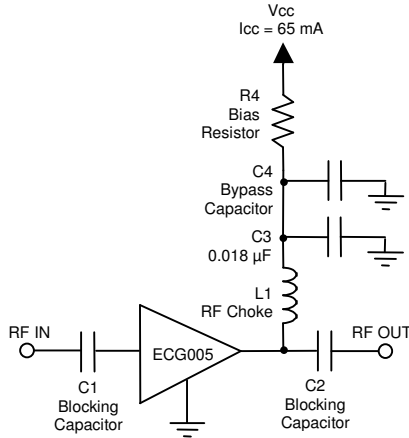 Vcc
Icc = 65 mA
R4
Bias
Resistor
C4
Bypass
Capacitor
C3
0.018 µF
L1
RF Choke
RF IN
RF OUT
ECG005
C1
Blocking
Capacitor
C2
Blocking
Capacitor